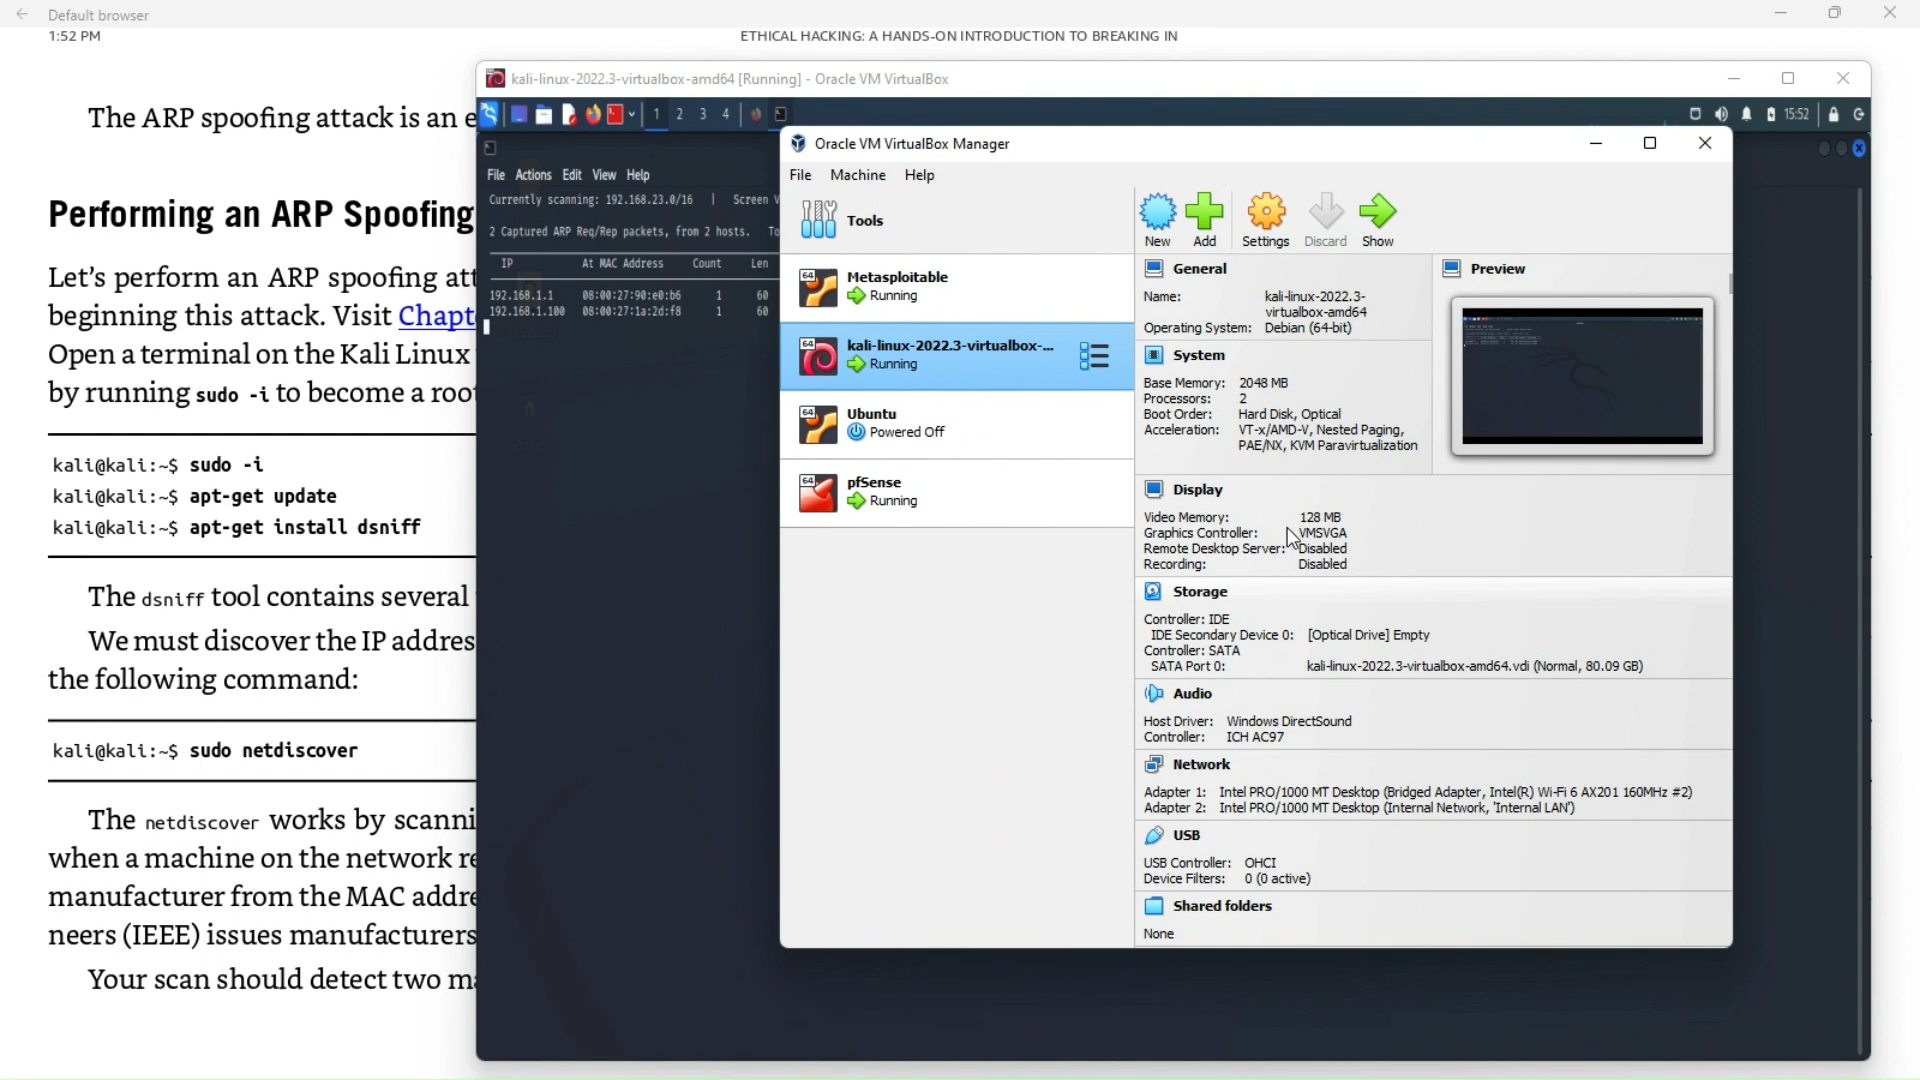 Default browser
1:52 PM
ETHICAL HACKING: A HANDS-ON INTRODUCTION TO BREAKING IN
The ARP spoofing attack is an e
Performing an ARP Spoofing
Let's perform an ARP spoofing att
beginning this attack. Visit Chapt
Open a terminal on the Kali Linux
by running sudo -i to become a roo
kali@kali:~$ sudo -i
kali@kali:~$ apt-get update
kali@kali:~$ apt-get install dsniff
The dsniff tool contains several
We must discover the IP addres
the following command:
kali@kali:~$ sudo netdiscover
The netdiscover works by scanni
when a machine on the network re
manufacturer from the MAC addre
neers (IEEE) issues manufacturers
Your scan should detect two ma
kali-linux-2022.3-virtualbox-amd64 [Running] - Oracle VM VirtualBox
1 2 3 4
15:52
File Actions Edit View Help
Currently scanning: 192.168.23.0/16 | Screen V
2 Captured ARP Req/Rep packets, from 2 hosts. To
IP At MAC Address Count Len
192.168.1.1 08:00:27:90:e0:b6 1 60
192.168.1.100 08:00:27:1a:2d:f8 1 60
Oracle VM VirtualBox Manager
File Machine Help
Tools
64 Metasploitable
Running
64 kali-linux-2022.3-virtualbox-...
Running
64 Ubuntu
Powered Off
64 pfSense
Running
New Add Settings Discard Show
General
Name: kali-linux-2022.3-
virtualbox-amd64
Operating System: Debian (64-bit)
System
Base Memory: 2048 MB
Processors: 2
Boot Order: Hard Disk, Optical
Acceleration: VT-x/AMD-V, Nested Paging,
PAE/NX, KVM Paravirtualization
Preview
Display
Video Memory: 128 MB
Graphics Controller: VMSVGA
Remote Desktop Server: Disabled
Recording: Disabled
Storage
Controller: IDE
IDE Secondary Device 0: [Optical Drive] Empty
Controller: SATA
SATA Port 0: kali-linux-2022.3-virtualbox-amd64.vdi (Normal, 80.09 GB)
Audio
Host Driver: Windows DirectSound
Controller: ICH AC97
Network
Adapter 1: Intel PRO/1000 MT Desktop (Bridged Adapter, Intel(R) Wi-Fi 6 AX201 160MHz #2)
Adapter 2: Intel PRO/1000 MT Desktop (Internal Network, 'Internal LAN')
USB
USB Controller: OHCI
Device Filters: 0 (0 active)
Shared folders
None